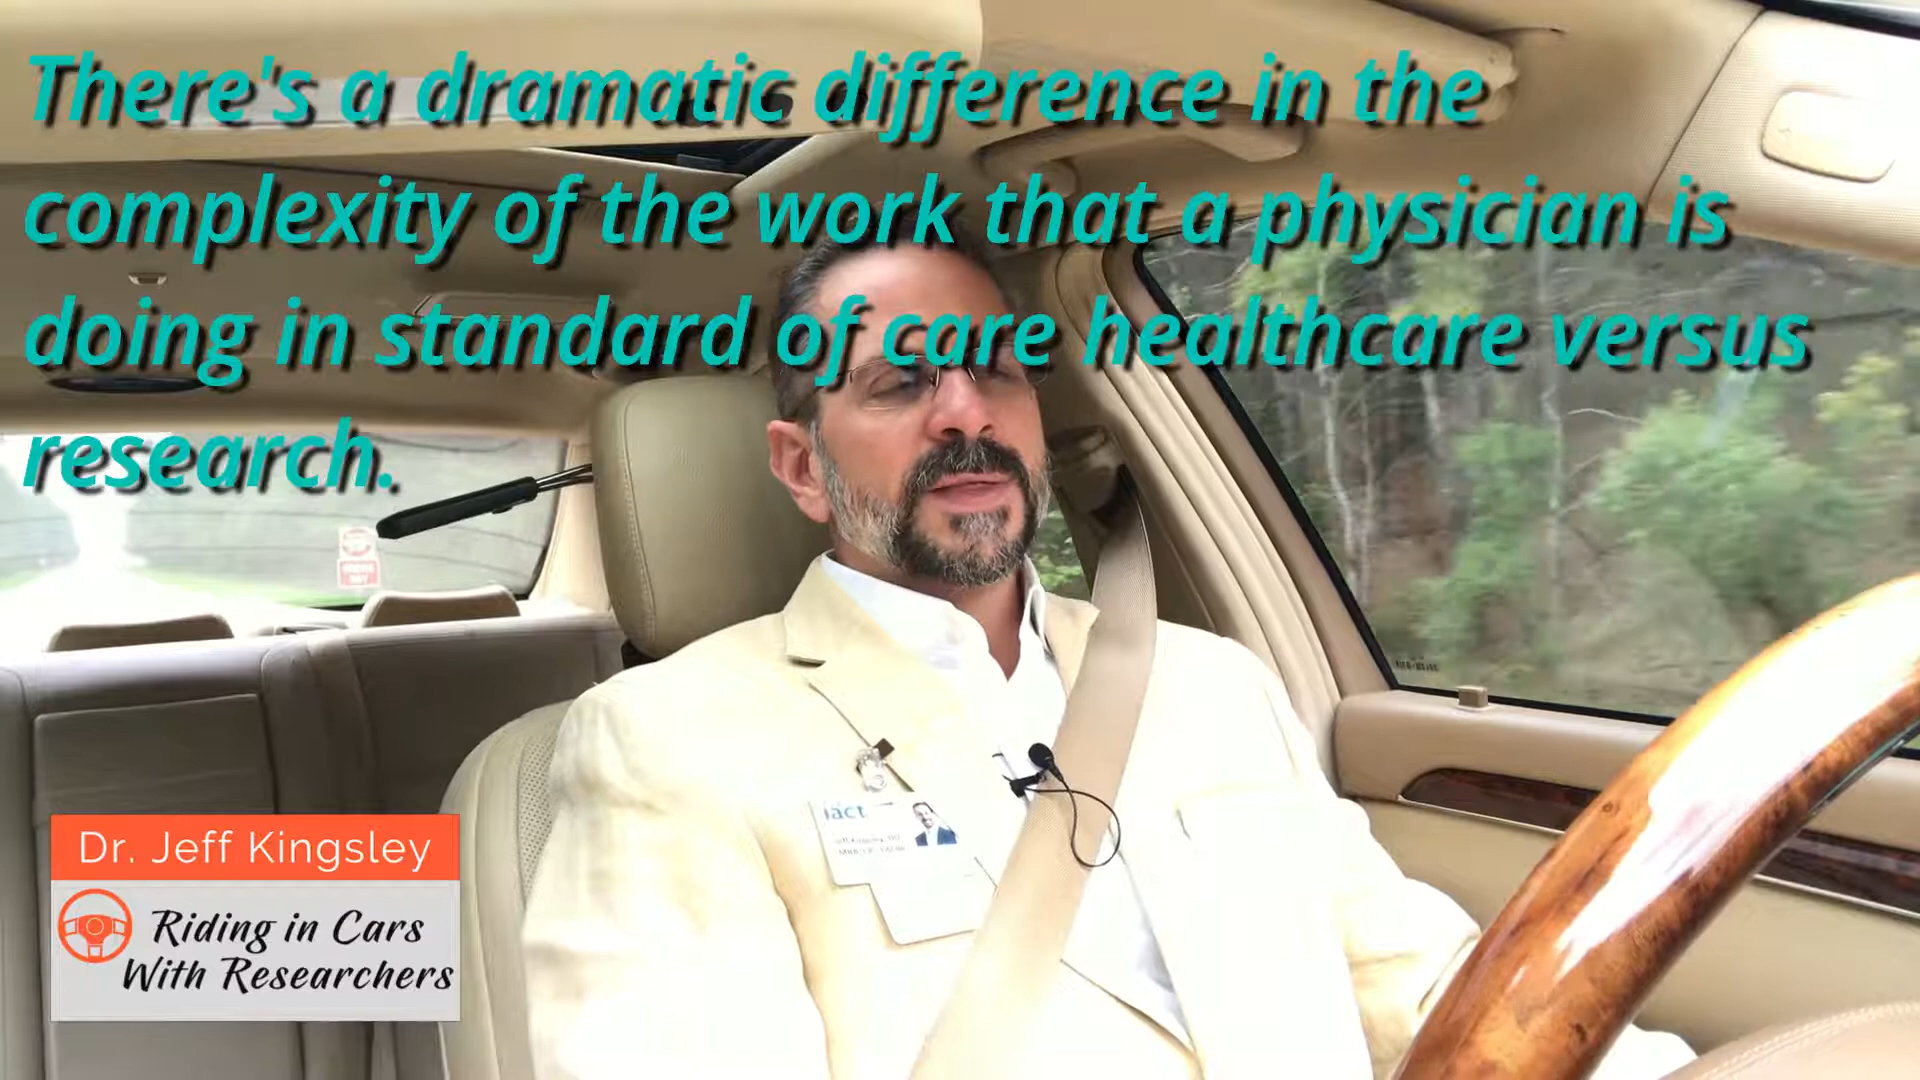 There's a dramatic difference in the
complexity of the work that a physician is
doing in standard of care healthcare versus
research.
iact
Dr. Jeff Kingsley
Riding in Cars
With Researchers